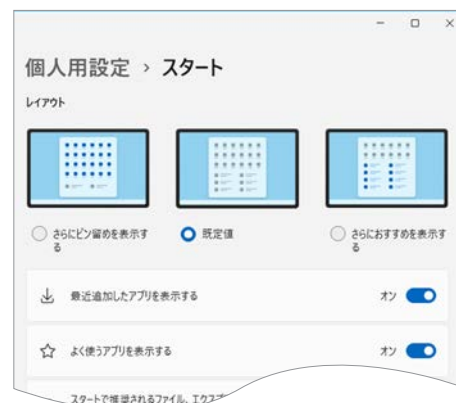 個人用設定 › スタート
レイアウト
さらにピン留めを表示す
る
既定値
さらにおすすめを表示す
る
最近追加したアプリを表示する
オン
よく使うアプリを表示する
オン
スタートで推奨されるファイル、エクスプ